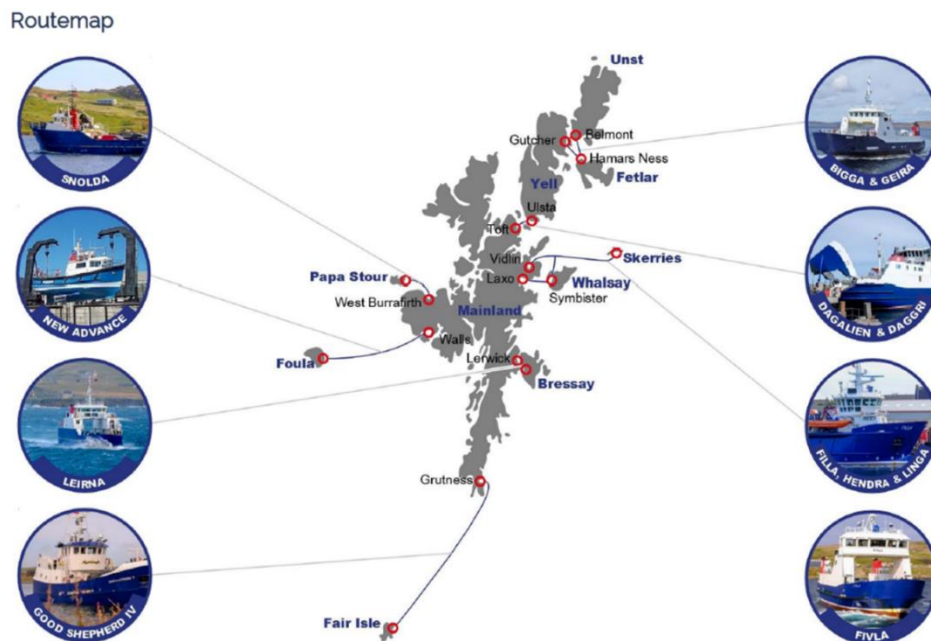 Routemap
SNOLDA
NEW ADVANCE
LEIRNA
GOOD SHEPHERD IV
Unst
Belmont
Gutcher
Hamars Ness
Fetlar
Yell
Ulsta
Toft
Vidlin
Skerries
Laxo
Whalsay
Symbister
Papa Stour
West Burrafirth
Mainland
Walls
Foula
Lerwick
Bressay
Grutness
Fair Isle
BIGGA & GEIRA
DAGALIEN & DAGGRI
FILLA, HENDRA & LINGA
FIVLA